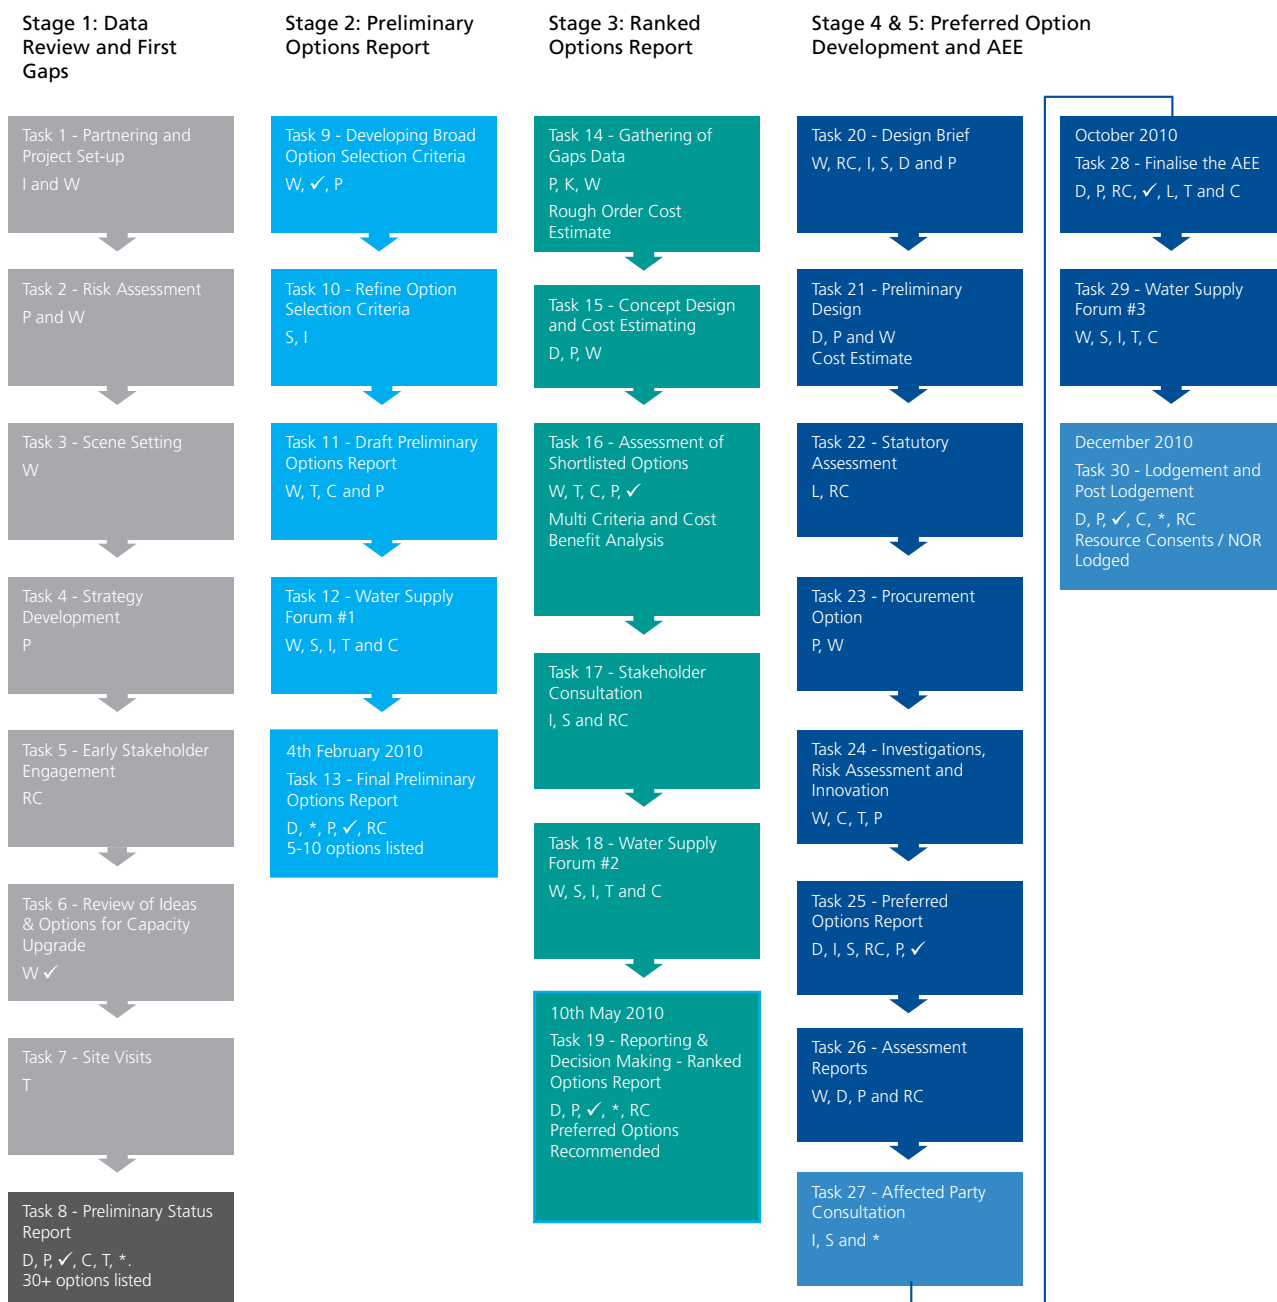 Stage 1: Data
Review and First
Gaps
Task 1 - Partnering and
Project Set-up
I and W
Task 2 - Risk Assessment
P and W
Task 3 - Scene Setting
W
Task 4 - Strategy
Development
P
Task 5 - Early Stakeholder
Engagement
RC
Task 6 - Review of Ideas
& Options for Capacity
Upgrade
W ✓
Task 7 - Site Visits
T
Task 8 - Preliminary Status
Report
D, P, ✓, C, T, *.
30+ options listed
Stage 2: Preliminary
Options Report
Task 9 - Developing Broad
Option Selection Criteria
W, ✓, P
Task 10 - Refine Option
Selection Criteria
S, I
Task 11 - Draft Preliminary
Options Report
W, T, C and P
Task 12 - Water Supply
Forum #1
W, S, I, T and C
4th February 2010
Task 13 - Final Preliminary
Options Report
D, *, P, ✓, RC
5-10 options listed
Stage 3: Ranked
Options Report
Task 14 - Gathering of
Gaps Data
P, K, W
Rough Order Cost
Estimate
Task 15 - Concept Design
and Cost Estimating
D, P, W
Task 16 - Assessment of
Shortlisted Options
W, T, C, P, ✓
Multi Criteria and Cost
Benefit Analysis
Task 17 - Stakeholder
Consultation
I, S and RC
Task 18 - Water Supply
Forum #2
W, S, I, T and C
10th May 2010
Task 19 - Reporting &
Decision Making - Ranked
Options Report
D, P, ✓, *, RC
Preferred Options
Recommended
Stage 4 & 5: Preferred Option
Development and AEE
Task 20 - Design Brief
W, RC, I, S, D and P
Task 21 - Preliminary
Design
D, P and W
Cost Estimate
Task 22 - Statutory
Assessment
L, RC
Task 23 - Procurement
Option
P, W
Task 24 - Investigations,
Risk Assessment and
Innovation
W, C, T, P
Task 25 - Preferred
Options Report
D, I, S, RC, P, ✓
Task 26 - Assessment
Reports
W, D, P and RC
Task 27 - Affected Party
Consultation
I, S and *
October 2010
Task 28 - Finalise the AEE
D, P, RC, ✓, L, T and C
Task 29 - Water Supply
Forum #3
W, S, I, T, C
December 2010
Task 30 - Lodgement and
Post Lodgement
D, P, ✓, C, *, RC
Resource Consents / NOR
Lodged